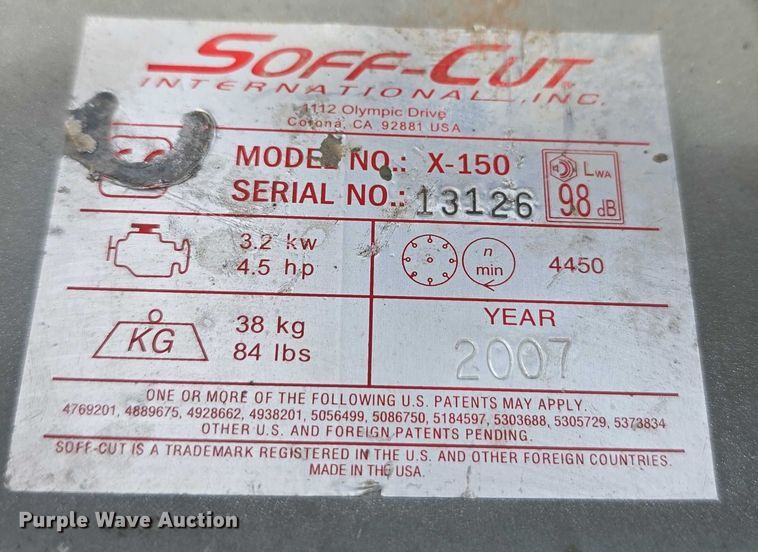 SOFF-CUT
INTERNATIONAL, INC.
1112 Olympic Drive
Corona, CA 92881 USA
MODEL NO.: X-150
SERIAL NO.: 13126
LWA
98 dB
3.2 kw
4.5 hp
n
min
4450
KG
38 kg
84 lbs
YEAR
2007
ONE OR MORE OF THE FOLLOWING U.S. PATENTS MAY APPLY.
4769201, 4889675, 4928662, 4938201, 5056499, 5086750, 5184597, 5303688, 5305729, 5373834
OTHER U.S. AND FOREIGN PATENTS PENDING.
SOFF-CUT IS A TRADEMARK REGISTERED IN THE U.S. AND OTHER FOREIGN COUNTRIES.
MADE IN THE USA.
Purple Wave Auction